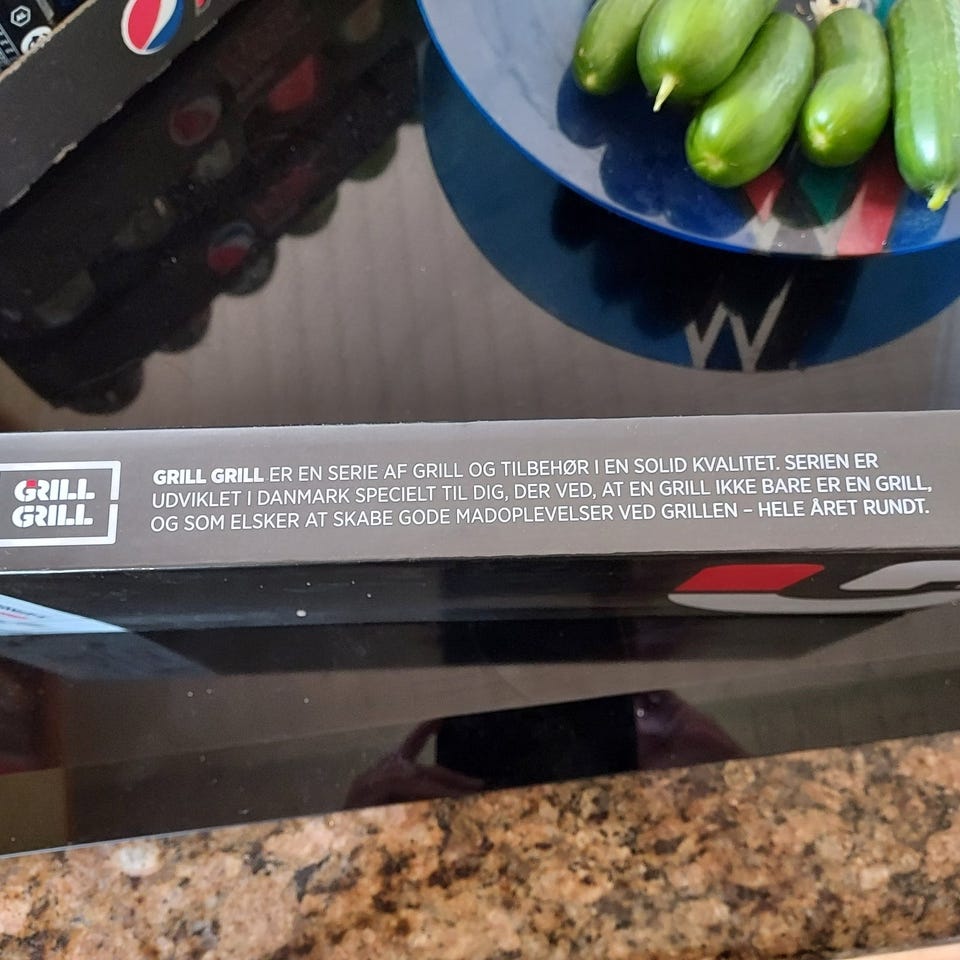 GRILL
GRILL
GRILL GRILL ER EN SERIE AF GRILL OG TILBEHØR I EN SOLID KVALITET. SERIEN ER
UDVIKLET I DANMARK SPECIELT TIL DIG, DER VED, AT EN GRILL IKKE BARE ER EN GRILL,
OG SOM ELSKER AT SKABE GODE MADOPLEVELSER VED GRILLEN – HELE ÅRET RUNDT.